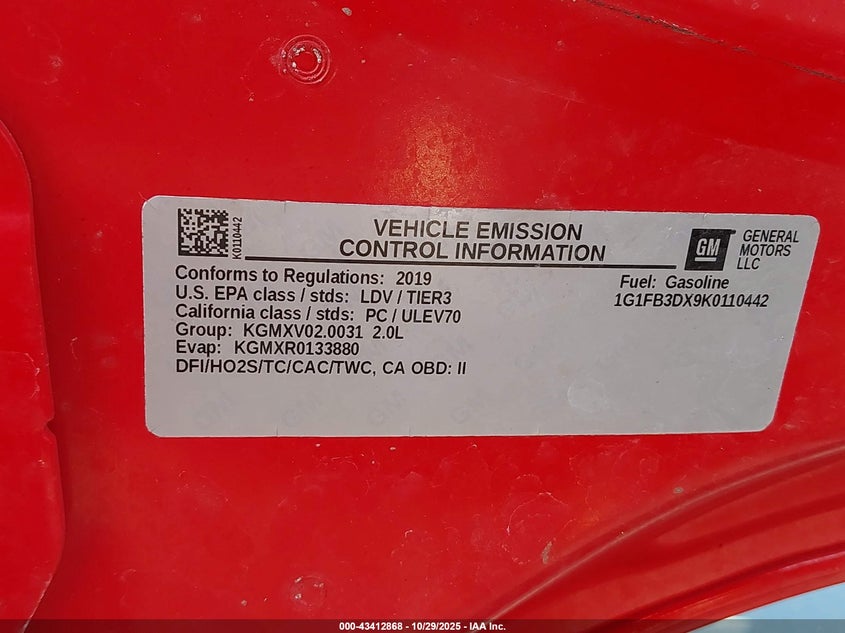 K0110442
VEHICLE EMISSION
CONTROL INFORMATION
GM
GENERAL
MOTORS
LLC
Conforms to Regulations: 2019
U.S. EPA class / stds: LDV / TIER3
California class / stds: PC / ULEV70
Group: KGMXV02.0031 2.0L
Evap: KGMXR0133880
DFI/HO2S/TC/CAC/TWC, CA OBD: II
Fuel: Gasoline
1G1FB3DX9K0110442
000-43412868 - 10/29/2025 - IAA Inc.